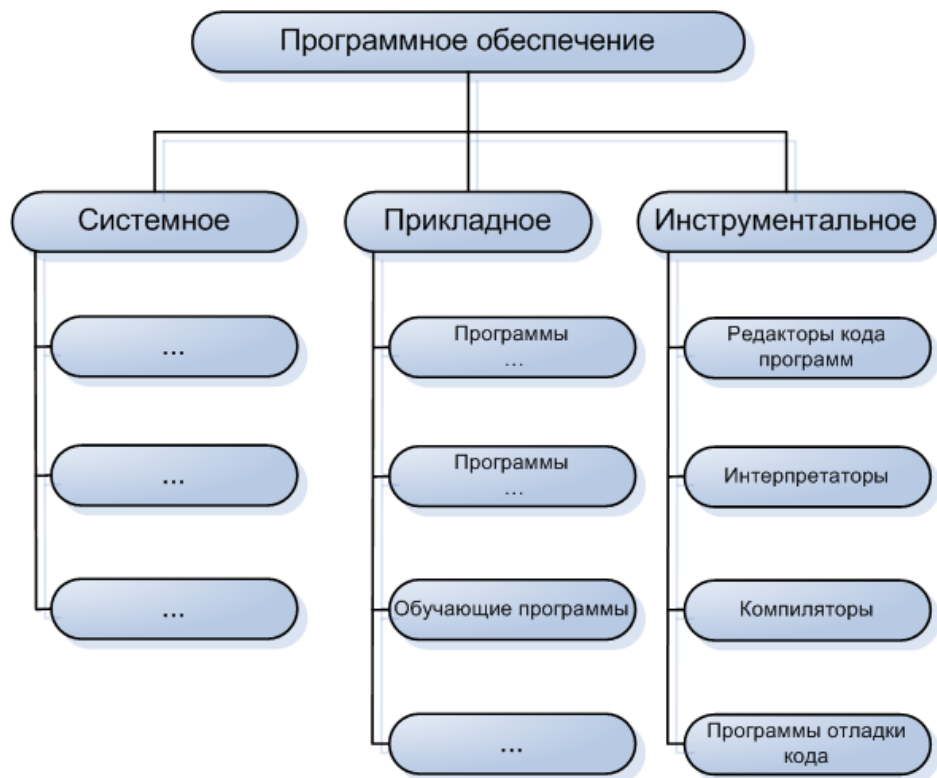 Программное обеспечение
Системное
Прикладное
Инструментальное
...
Программы
...
Редакторы кода
программ
...
Программы
...
Интерпретаторы
...
Обучающие программы
Компиляторы
...
Программы отладки
кода